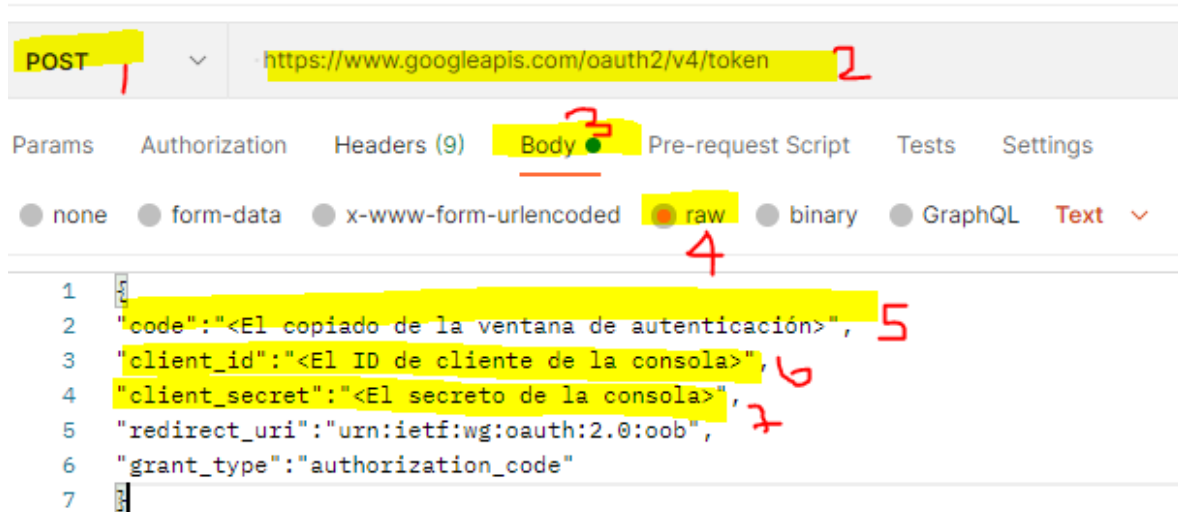 POST 1 https://www.googleapis.com/oauth2/v4/token 2
3
Params Authorization Headers (9) Body Pre-request Script Tests Settings
none form-data x-www-form-urlencoded raw binary GraphQL Text
4
1 {
2 "code":"<El copiado de la ventana de autenticación>", 5
3 "client_id":"<El ID de cliente de la consola>", 6
4 "client_secret":"<El secreto de la consola>", 7
5 "redirect_uri":"urn:ietf:wg:oauth:2.0:oob",
6 "grant_type":"authorization_code"
7 }